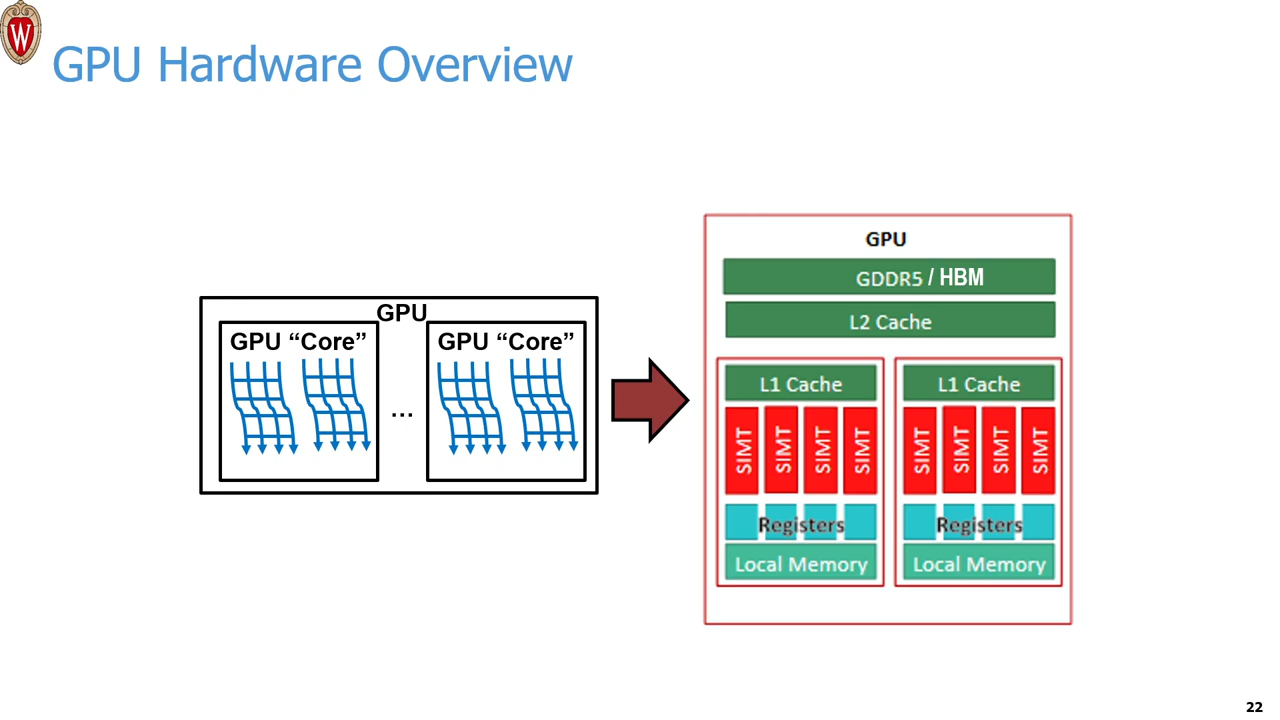 W
GPU Hardware Overview
GPU
GPU “Core”
GPU “Core”
...
GPU
GDDR5 / HBM
L2 Cache
L1 Cache
SIMT SIMT SIMT SIMT
Registers
Local Memory
L1 Cache
SIMT SIMT SIMT SIMT
Registers
Local Memory
22